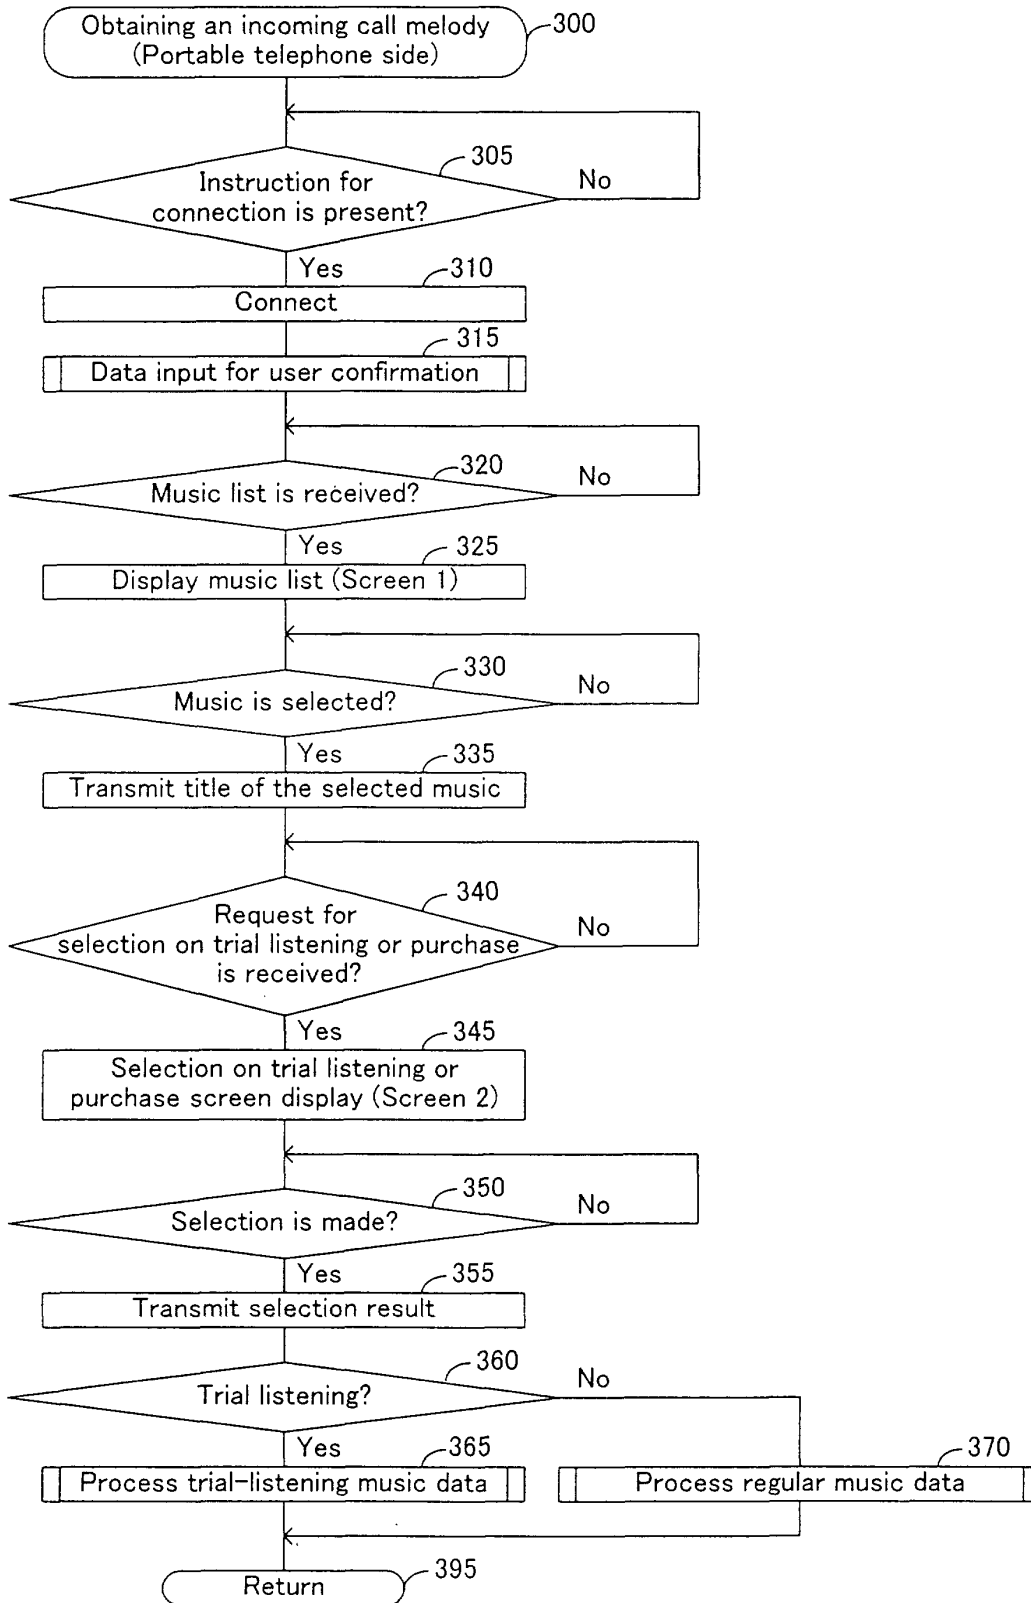 Obtaining an incoming call melody
(Portable telephone side)
300
305
Instruction for
connection is present?
No
Yes
310
Connect
315
Data input for user confirmation
320
Music list is received?
No
Yes
325
Display music list (Screen 1)
330
Music is selected?
No
Yes
335
Transmit title of the selected music
340
Request for
selection on trial listening or purchase
is received?
No
Yes
345
Selection on trial listening or
purchase screen display (Screen 2)
350
Selection is made?
No
Yes
355
Transmit selection result
360
Trial listening?
No
Yes
365
Process trial-listening music data
370
Process regular music data
Return
395